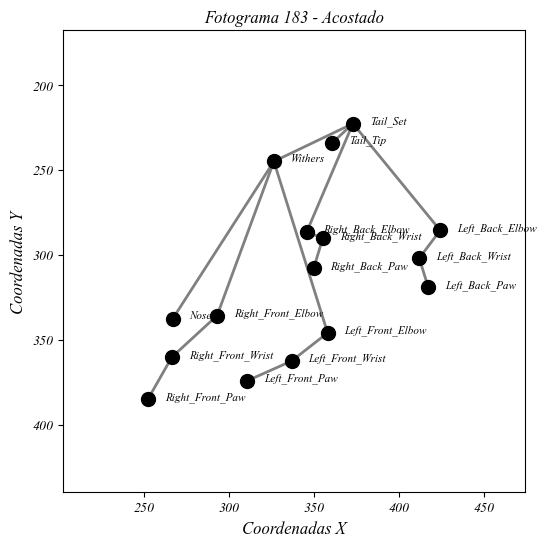 Fotograma 183 - Acostado
200
Tail_Set
Tail_Tip
Withers
250
Right_Back_Elbow
Left_Back_Elbow
Right_Back_Wrist
Left_Back_Wrist
300
Right_Back_Paw
Left_Back_Paw
Nose
Right_Front_Elbow
Left_Front_Elbow
350
Right_Front_Wrist
Left_Front_Wrist
Left_Front_Paw
Right_Front_Paw
400
Coordenadas Y
250 300 350 400 450
Coordenadas X